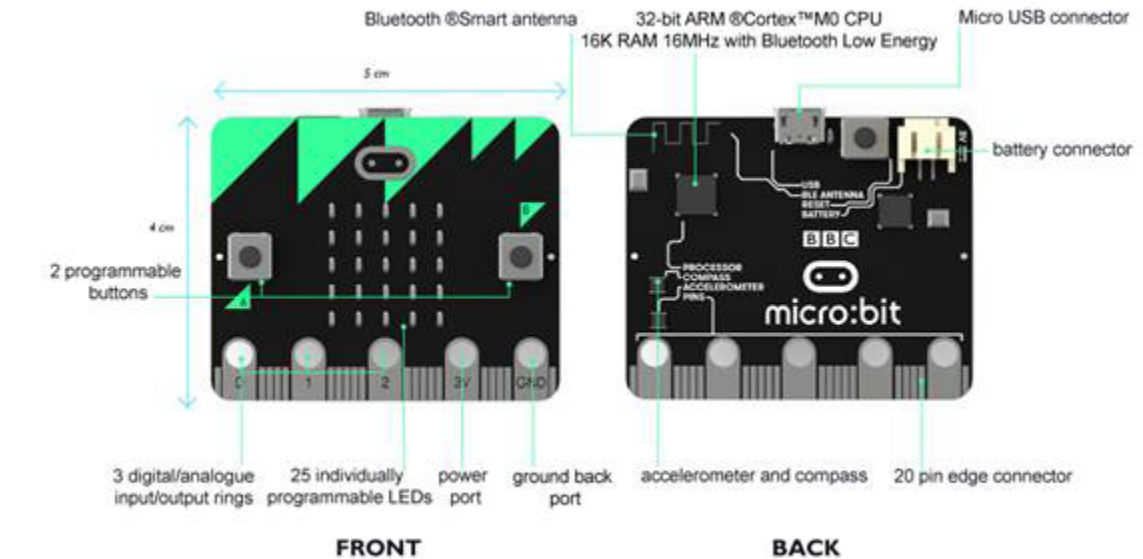 Bluetooth ®Smart antenna
32-bit ARM ®Cortex™M0 CPU
16K RAM 16MHz with Bluetooth Low Energy
Micro USB connector
5 cm
battery connector
4 cm
2 programmable
buttons
A
B
0
1
2
3V
GND
3V
USB
BLE ANTENNA
RESET
BATTERY
BBC
PROCESSOR
COMPASS
ACCELEROMETER
PINS
micro:bit
3 digital/analogue
input/output rings
25 individually
programmable LEDs
power
port
ground back
port
accelerometer and compass
20 pin edge connector
FRONT
BACK